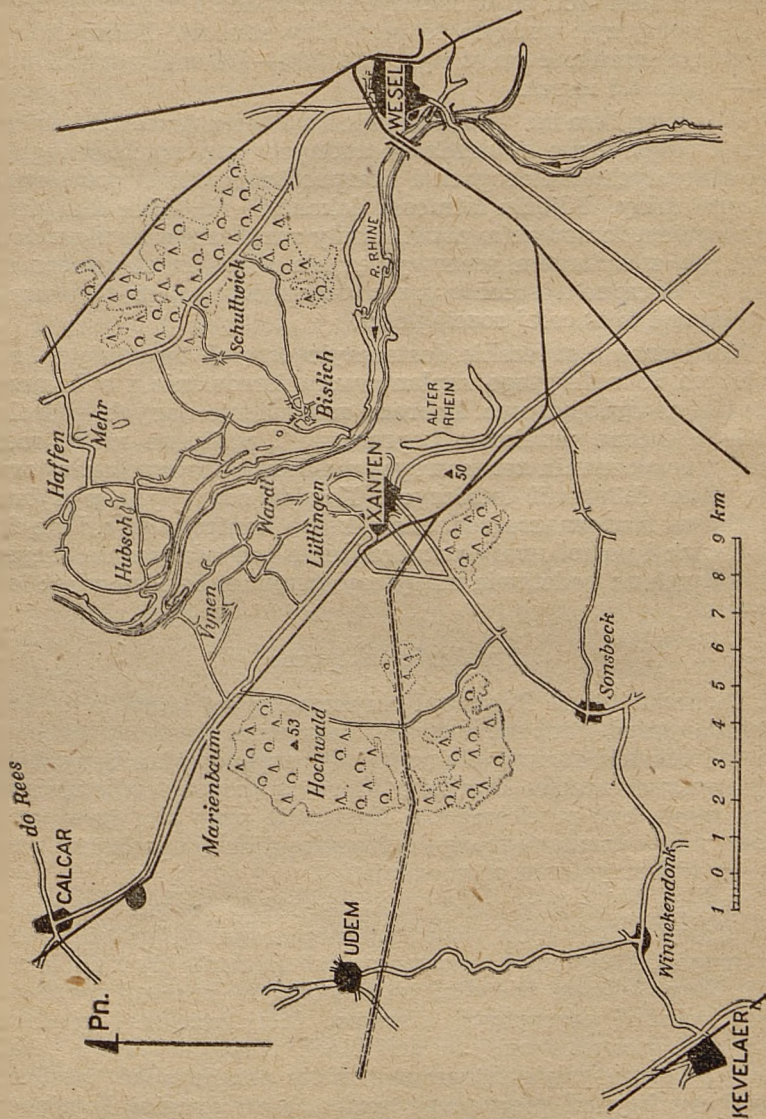 do Rees
CALCAR
Pn.
UDEM
Marienbaum
53
Hochwald
Haffen
Mehr
Hubsch
Vynen
Wardt
Lüttingen
XANTEN
50
ALTER
RHEIN
Bislich
Schuttwick
R. RHINE
WESEL
Sonsbeck
Winnekendonk
KEVELAER
1 0 1 2 3 4 5 6 7 8 9 km